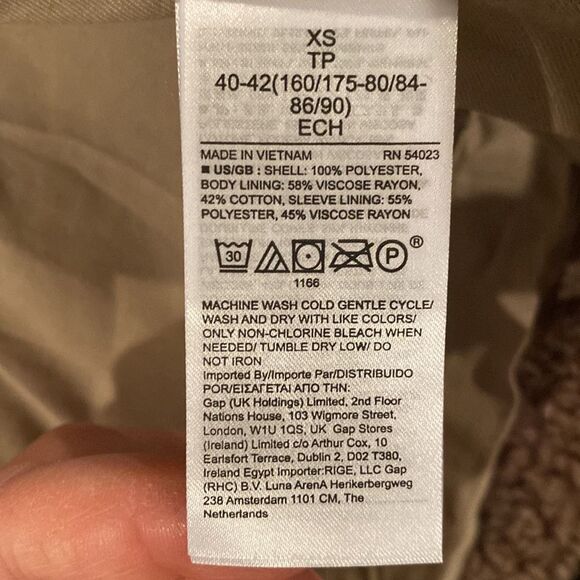 XS
TP
40-42(160/175-80/84-
86/90)
ECH
MADE IN VIETNAM RN 54023
■ US/GB : SHELL: 100% POLYESTER,
BODY LINING: 58% VISCOSE RAYON,
42% COTTON, SLEEVE LINING: 55%
POLYESTER, 45% VISCOSE RAYON
30 P ®
1166
MACHINE WASH COLD GENTLE CYCLE/
WASH AND DRY WITH LIKE COLORS/
ONLY NON-CHLORINE BLEACH WHEN
NEEDED/ TUMBLE DRY LOW/ DO
NOT IRON
Imported By/Importe Par/DISTRIBUIDO
POR/ΕΙΣΑΓΕΤΑΙ ΑΠΟ ΤΗΝ:
Gap (UK Holdings) Limited, 2nd Floor
Nations House, 103 Wigmore Street,
London, W1U 1QS, UK Gap Stores
(Ireland) Limited c/o Arthur Cox, 10
Earlsfort Terrace, Dublin 2, D02 T380,
Ireland Egypt Importer:RIGE, LLC Gap
(RHC) B.V. Luna ArenA Herikerbergweg
238 Amsterdam 1101 CM, The
Netherlands